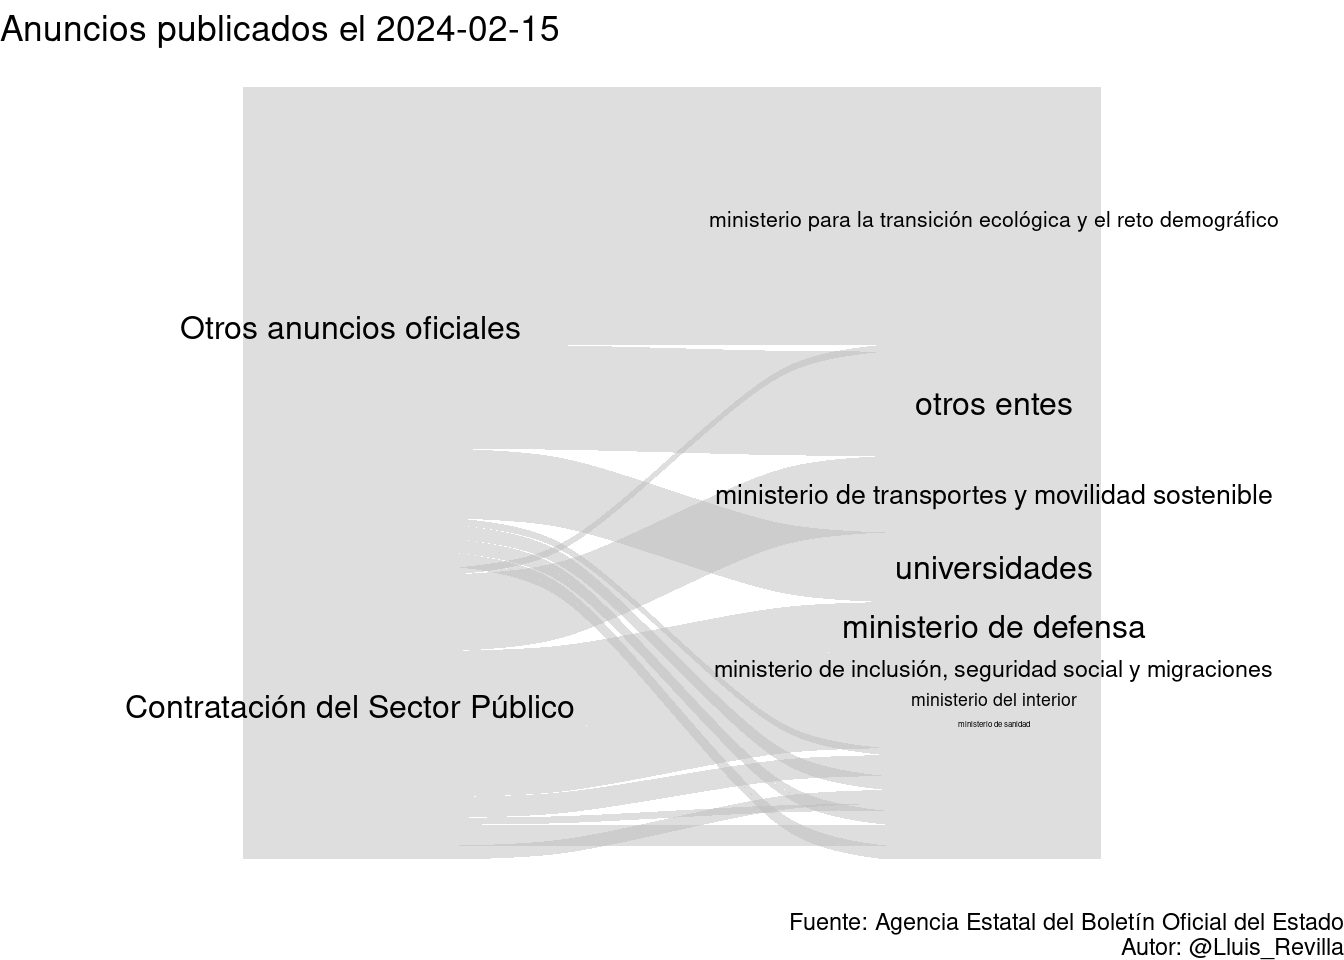 Anuncios publicados el 2024-02-15
ministerio para la transición ecológica y el reto demográfico
Otros anuncios oficiales
otros entes
ministerio de transportes y movilidad sostenible
universidades
ministerio de defensa
ministerio de inclusión, seguridad social y migraciones
ministerio del interior
Contratación del Sector Público
ministerio de sanidad
Fuente: Agencia Estatal del Boletín Oficial del Estado
Autor: @Lluis_Revilla